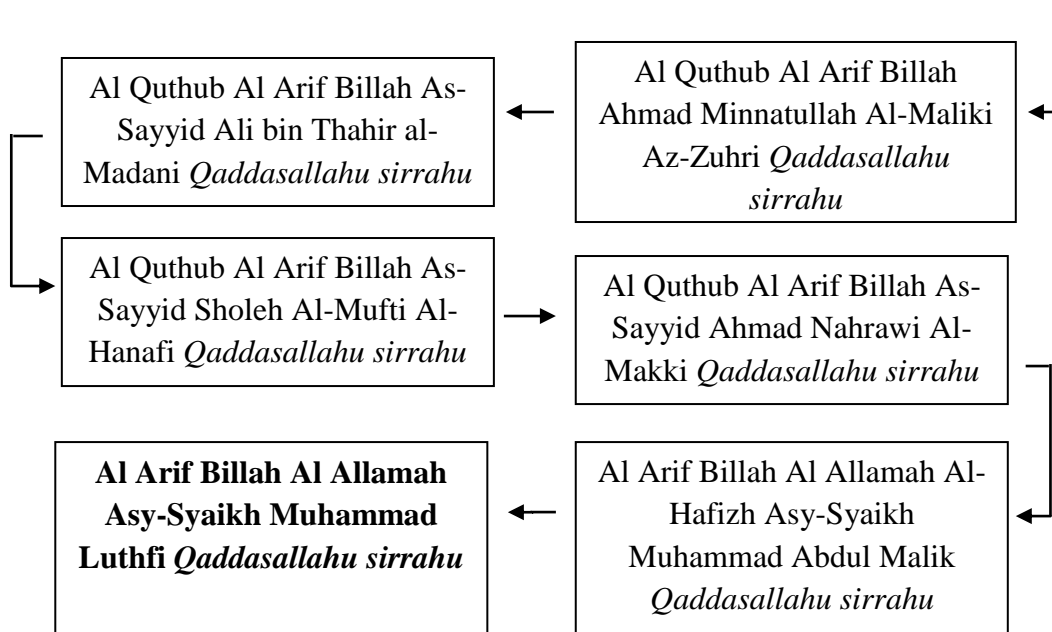 Al Quthub Al Arif Billah As-
Sayyid Ali bin Thahir al-
Madani Qaddasallahu sirrahu
Al Quthub Al Arif Billah
Ahmad Minnatullah Al-Maliki
Az-Zuhri Qaddasallahu
sirrahu
Al Quthub Al Arif Billah As-
Sayyid Sholeh Al-Mufti Al-
Hanafi Qaddasallahu sirrahu
Al Quthub Al Arif Billah As-
Sayyid Ahmad Nahrawi Al-
Makki Qaddasallahu sirrahu
Al Arif Billah Al Allamah
Asy-Syaikh Muhammad
Luthfi Qaddasallahu sirrahu
Al Arif Billah Al Allamah Al-
Hafizh Asy-Syaikh
Muhammad Abdul Malik
Qaddasallahu sirrahu